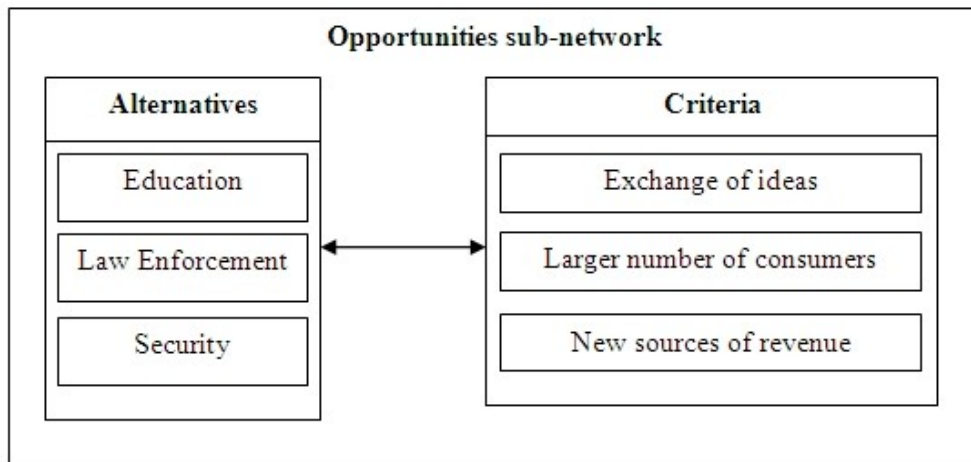 Opportunities sub-network
Alternatives
Education
Law Enforcement
Security
Criteria
Exchange of ideas
Larger number of consumers
New sources of revenue